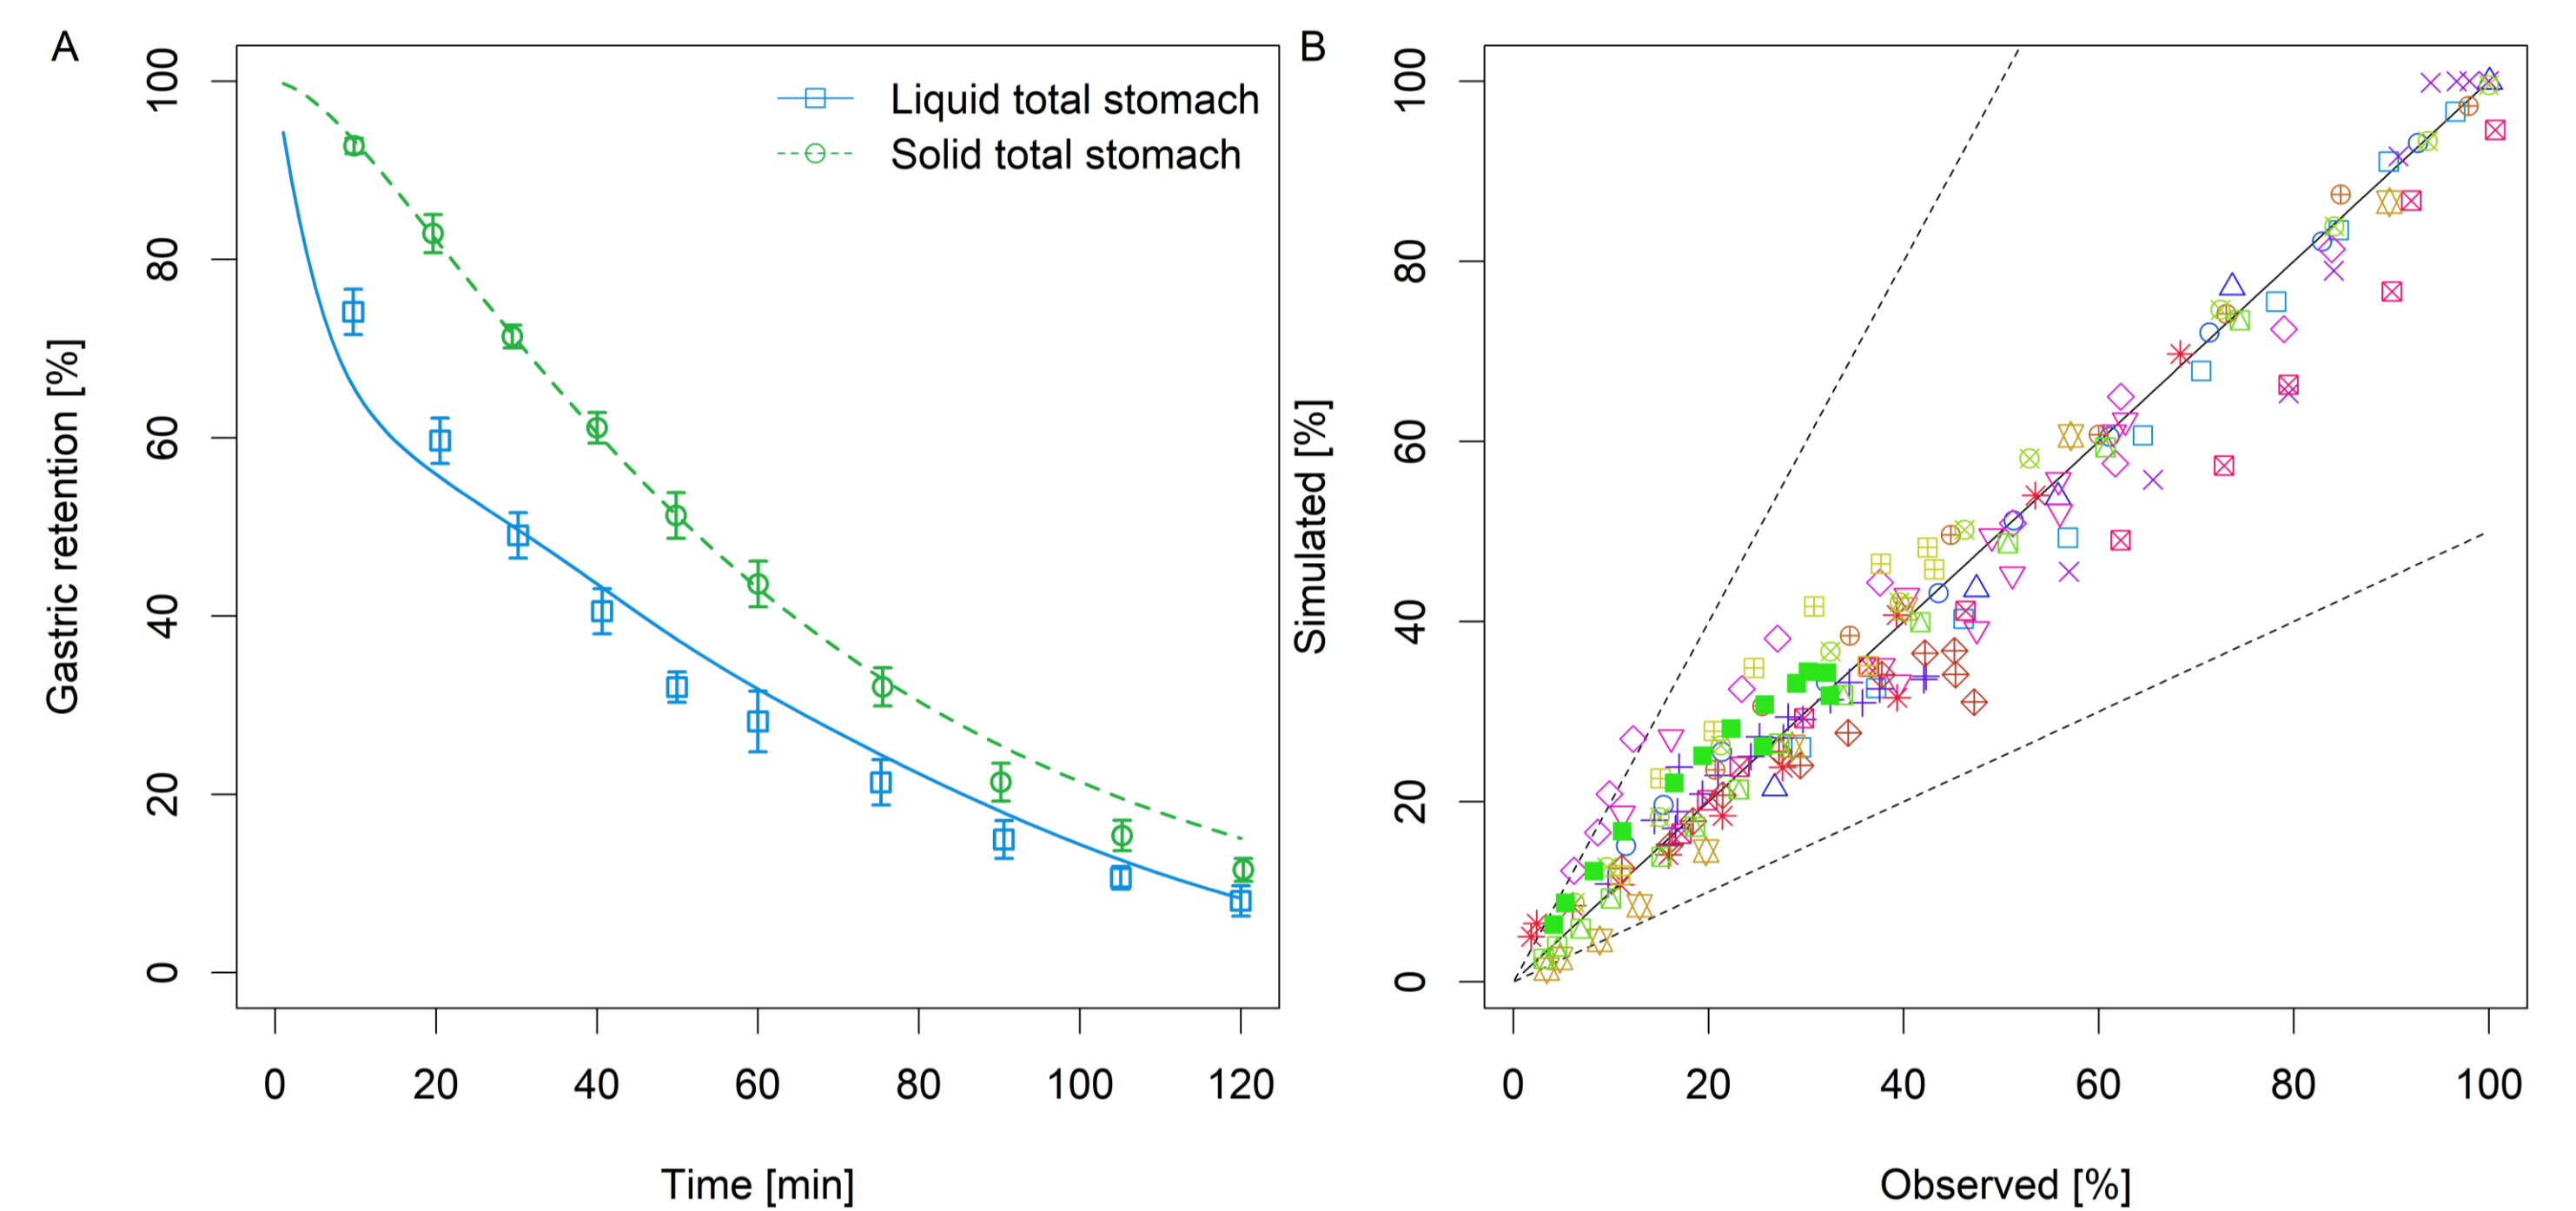 A
Gastric retention [%]
100
80
60
40
20
0
Liquid total stomach
Solid total stomach
0 20 40 60 80 100 120
Time [min]
B
Simulated [%]
100
80
60
40
20
0
0 20 40 60 80 100
Observed [%]